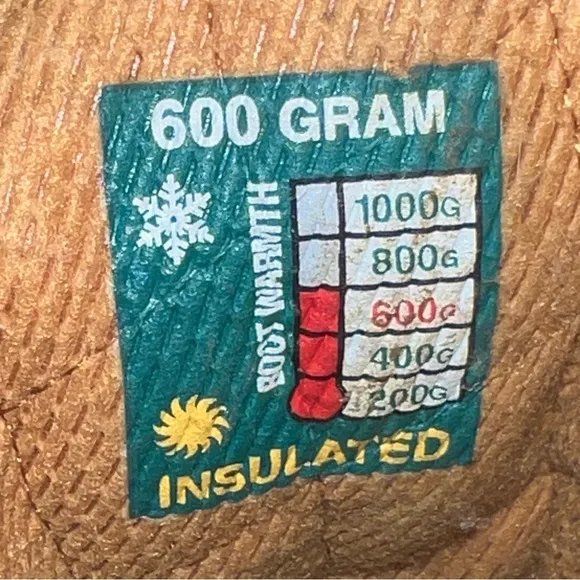 600 GRAM
BOOT WARMTH
1000G
800G
600G
400G
200G
INSULATED